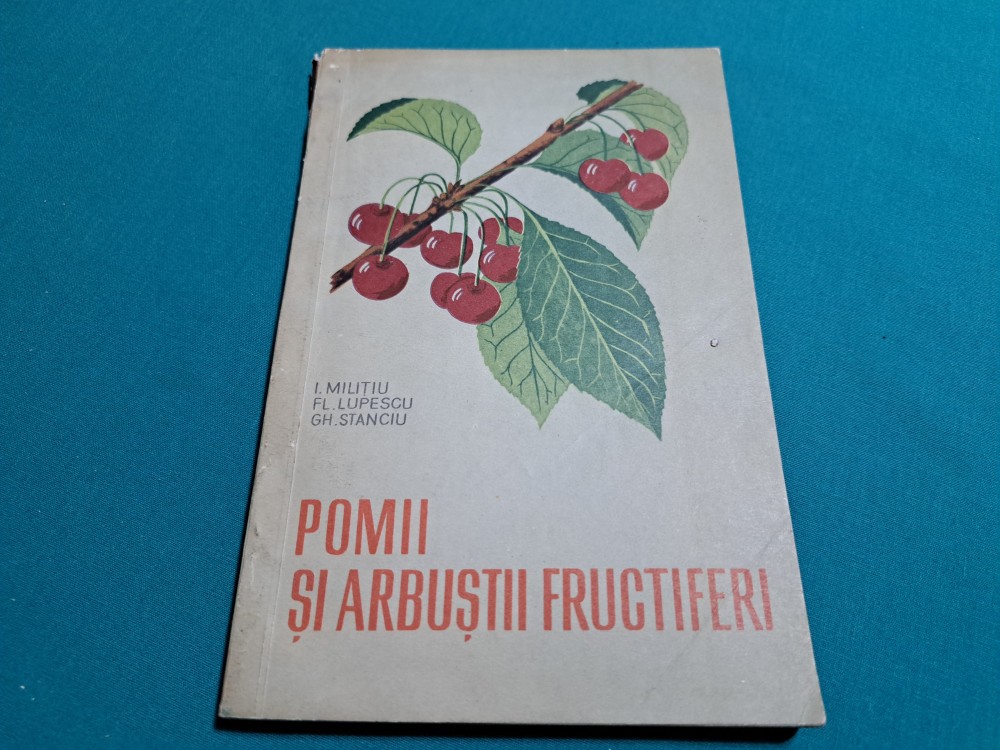 I. MILIȚIU
FL. LUPESCU
GH. STANCIU
POMII
ȘI ARBUȘTII FRUCTIFERI